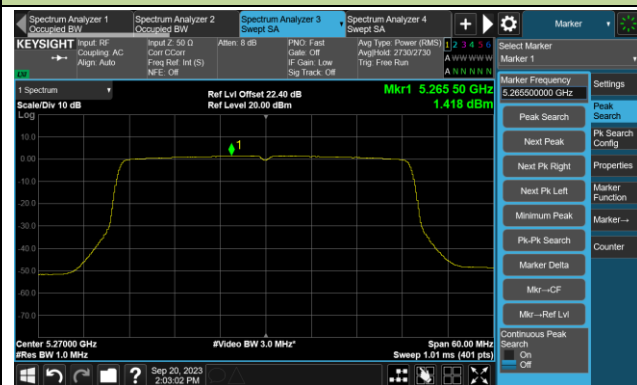 Spectrum Analyzer 1
Occupied BW
Spectrum Analyzer 2
Occupied BW
Spectrum Analyzer 3
Swept SA
Spectrum Analyzer 4
Swept SA
Marker
KEYSIGHT
Input: RF
Coupling: AC
Align: Auto
Input Z: 50 Ω
Corr CCorr
Freq Ref: Int (S)
NFE: Off
Atten: 8 dB
PNO: Fast
Gate: Off
IF Gain: Low
Sig Track: Off
Avg Type: Power (RMS)
Avg|Hold: 2730/2730
Trig: Free Run
1 2 3 4 5 6
A W W W W W
A N N N N N
Select Marker
Marker 1
1 Spectrum
Scale/Div 10 dB
Log
Ref Lvl Offset 22.40 dB
Ref Level 20.00 dBm
Mkr1 5.265 50 GHz
1.418 dBm
1
10.0
0.00
-10.0
-20.0
-30.0
-40.0
-50.0
-60.0
-70.0
Center 5.27000 GHz
#Res BW 1.0 MHz
#Video BW 3.0 MHz*
Span 60.00 MHz
Sweep 1.01 ms (401 pts)
Marker Frequency
5.265500000 GHz
Peak Search
Next Peak
Next Pk Right
Next Pk Left
Minimum Peak
Pk-Pk Search
Marker Delta
Mkr→CF
Mkr→Ref Lvl
Continuous Peak
Search
On
Off
Settings
Peak
Search
Pk Search
Config
Properties
Marker
Function
Marker→
Counter
Sep 20, 2023
2:03:02 PM